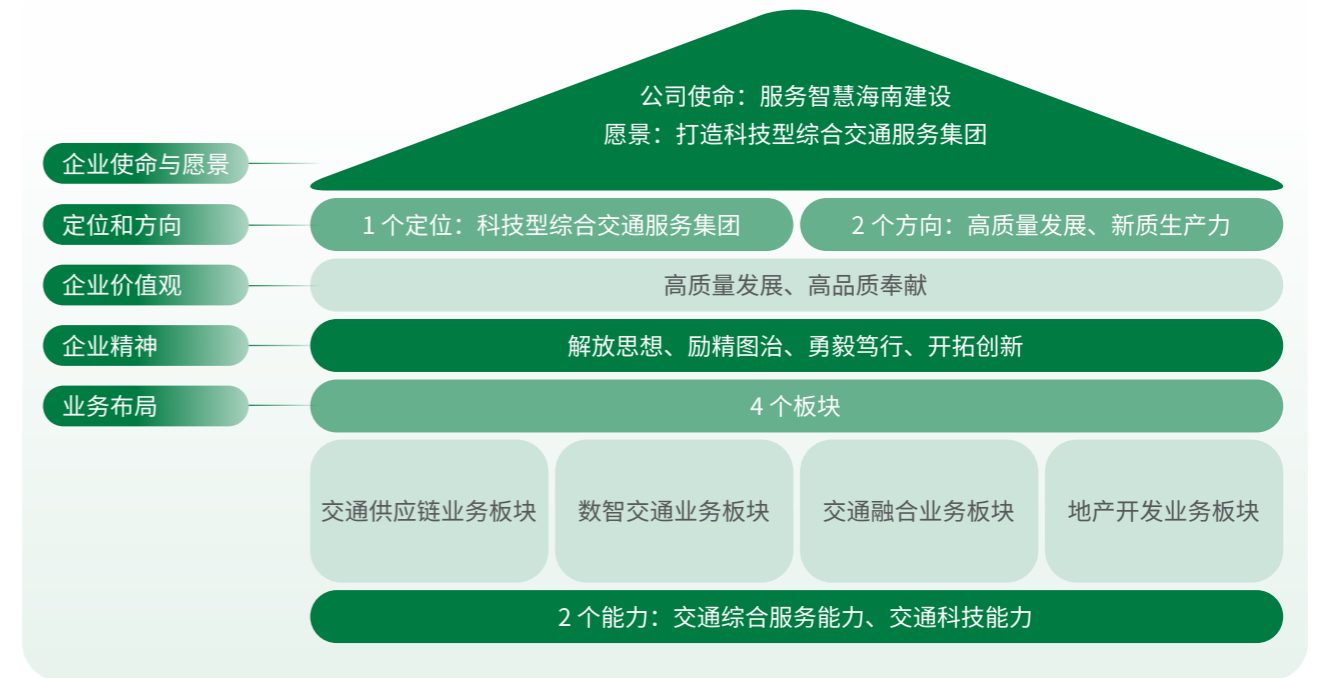 公司使命：服务智慧海南建设
愿景：打造科技型综合交通服务集团
企业使命与愿景
定位和方向
1 个定位：科技型综合交通服务集团
2 个方向：高质量发展、新质生产力
企业价值观
高质量发展、高品质奉献
企业精神
解放思想、励精图治、勇毅笃行、开拓创新
业务布局
4 个板块
交通供应链业务板块
数智交通业务板块
交通融合业务板块
地产开发业务板块
2 个能力：交通综合服务能力、交通科技能力